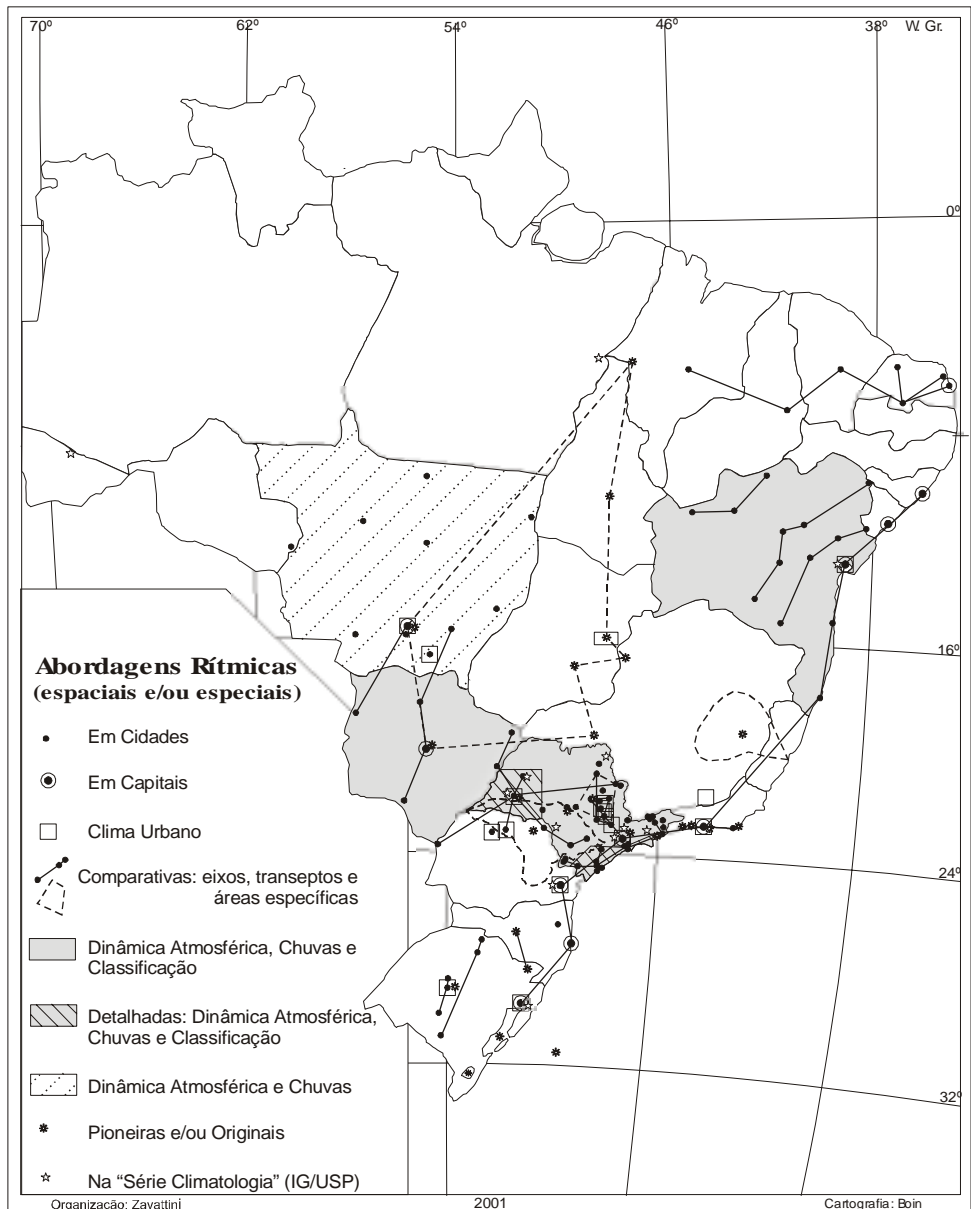 70º 62º 54º 46º 38º W. Gr.
0º
16º
24º
32º
Abordagens Rítmicas
(espaciais e/ou especiais)
Em Cidades
Em Capitais
Clima Urbano
Comparativas: eixos, transeptos e
áreas específicas
Dinâmica Atmosférica, Chuvas e
Classificação
Detalhadas: Dinâmica Atmosférica,
Chuvas e Classificação
Dinâmica Atmosférica e Chuvas
Pioneiras e/ou Originais
Na “Série Climatologia” (IG/USP)
Organização: Zavattini 2001 Cartografia: Boin